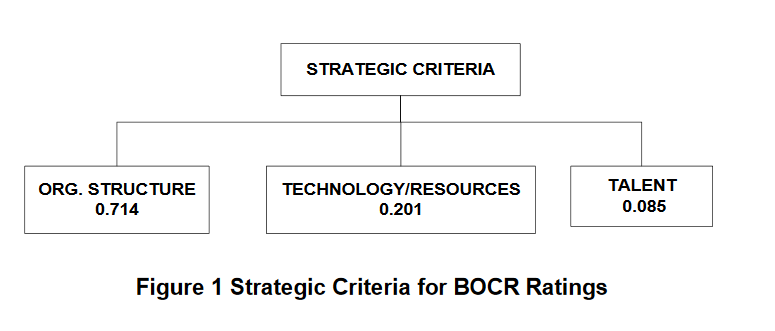 STRATEGIC CRITERIA
ORG. STRUCTURE
0.714
TECHNOLOGY/RESOURCES
0.201
TALENT
0.085
Figure 1 Strategic Criteria for BOCR Ratings